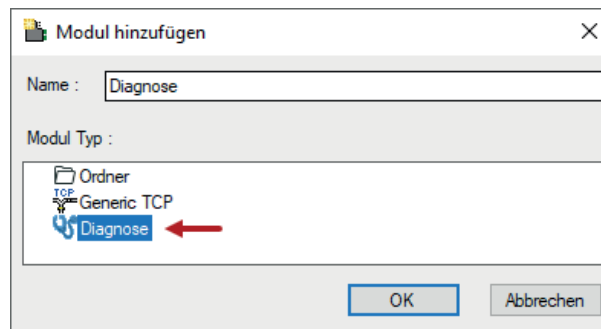 Modul hinzufügen
Name : Diagnose
Modul Typ :
Ordner
TCP
Generic TCP
Diagnose
OK Abbrechen